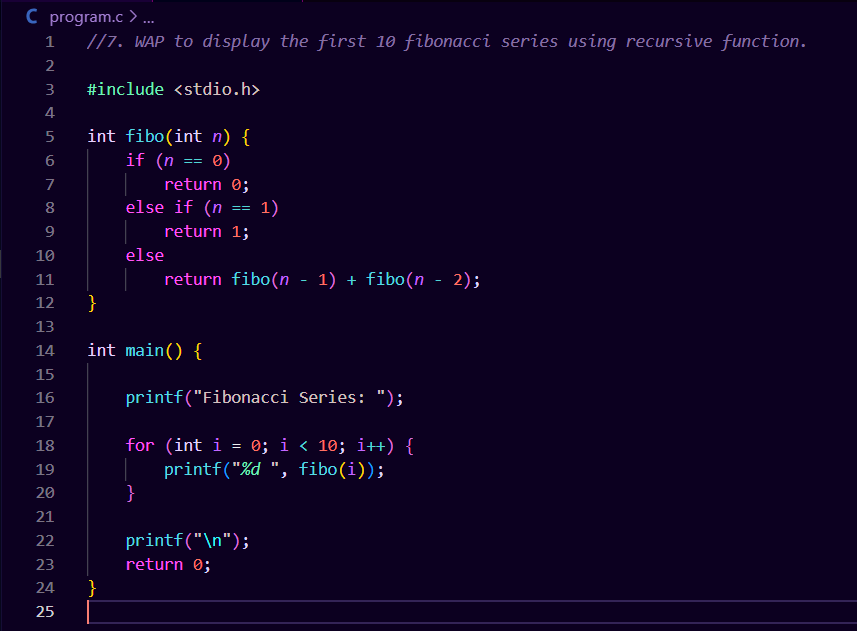 C program.c > ...
1 //7. WAP to display the first 10 fibonacci series using recursive function.
2
3 #include <stdio.h>
4
5 int fibo(int n) {
6     if (n == 0)
7         return 0;
8     else if (n == 1)
9         return 1;
10     else
11         return fibo(n - 1) + fibo(n - 2);
12 }
13
14 int main() {
15
16     printf("Fibonacci Series: ");
17
18     for (int i = 0; i < 10; i++) {
19         printf("%d ", fibo(i));
20     }
21
22     printf("\n");
23     return 0;
24 }
25